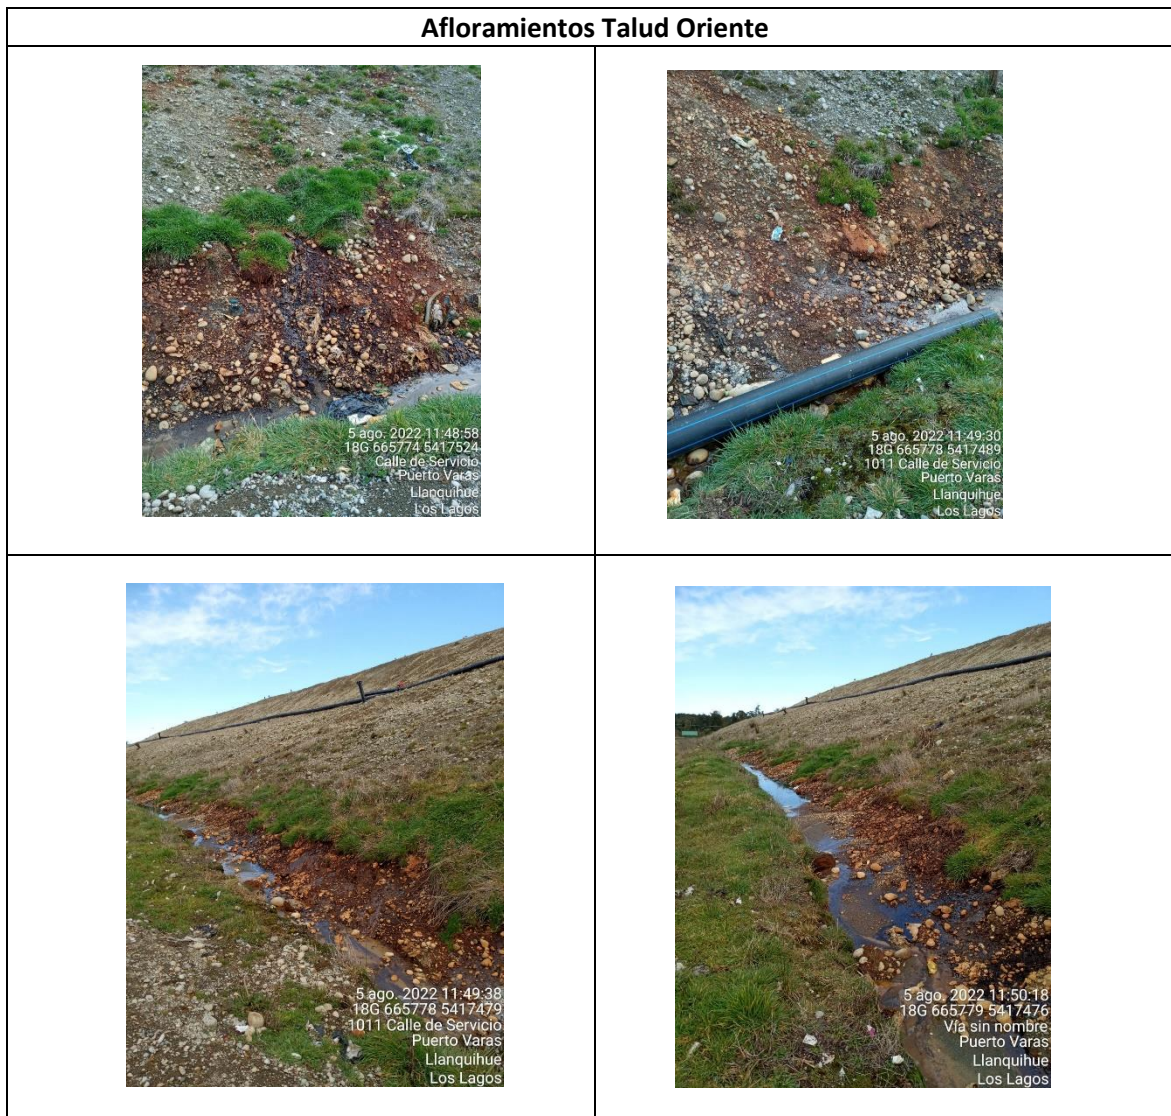 Afloramientos Talud Oriente
5 ago. 2022 11:48:58
18G 665774 5417524
Calle de Servicio
Puerto Varas
Llanquihue
Los Lagos
5 ago. 2022 11:49:30
18G 665778 5417489
1011 Calle de Servicio
Puerto Varas
Llanquihue
Los Lagos
5 ago. 2022 11:49:38
18G 665778 5417479
1011 Calle de Servicio
Puerto Varas
Llanquihue
Los Lagos
5 ago. 2022 11:50:18
18G 665779 5417476
Vía sin nombre
Puerto Varas
Llanquihue
Los Lagos